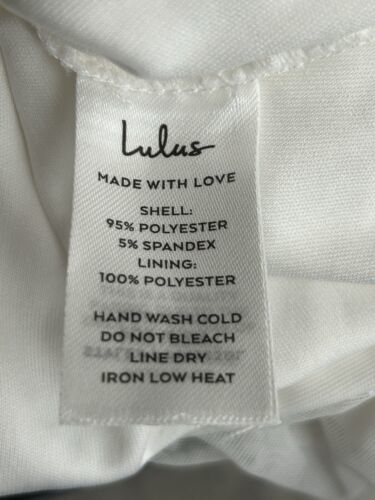 Lulus
MADE WITH LOVE
SHELL:
95% POLYESTER
5% SPANDEX
LINING:
100% POLYESTER
HAND WASH COLD
DO NOT BLEACH
LINE DRY
IRON LOW HEAT